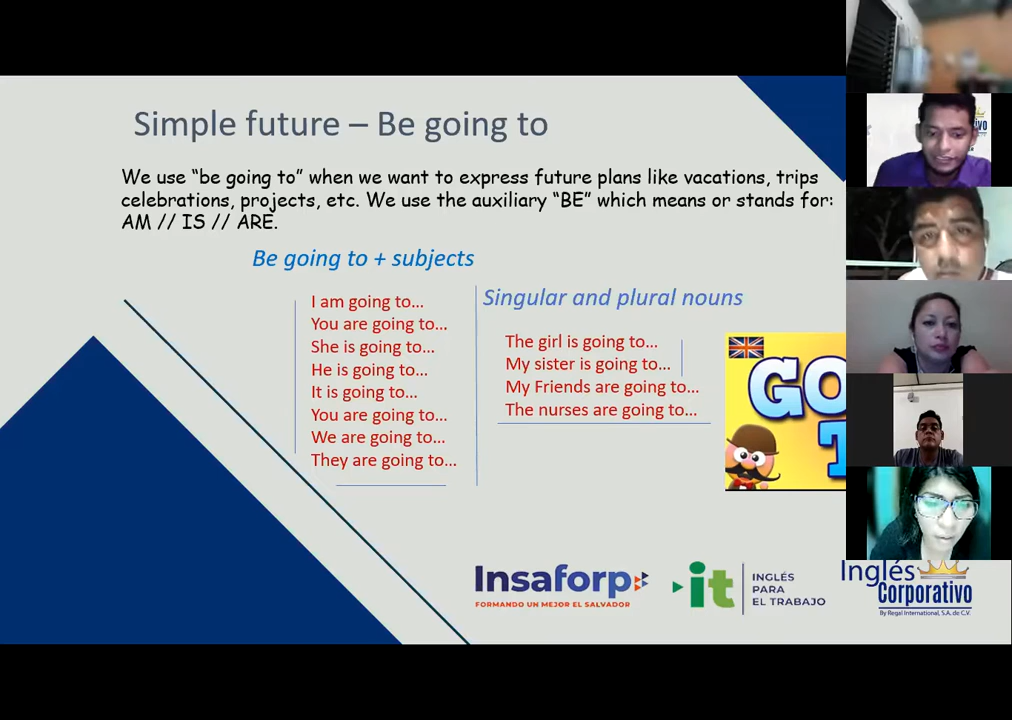 Simple future – Be going to
We use “be going to” when we want to express future plans like vacations, trips
celebrations, projects, etc. We use the auxiliary “BE” which means or stands for:
AM // IS // ARE.
Be going to + subjects
I am going to...
You are going to...
She is going to...
He is going to...
It is going to...
You are going to...
We are going to...
They are going to...
Singular and plural nouns
The girl is going to...
My sister is going to...
My Friends are going to...
The nurses are going to...
GO
T
Insaforp
FORMANDO UN MEJOR EL SALVADOR
it
INGLÉS
PARA
EL TRABAJO
Inglés
Corporativo
By Regal International, S.A. de C.V.